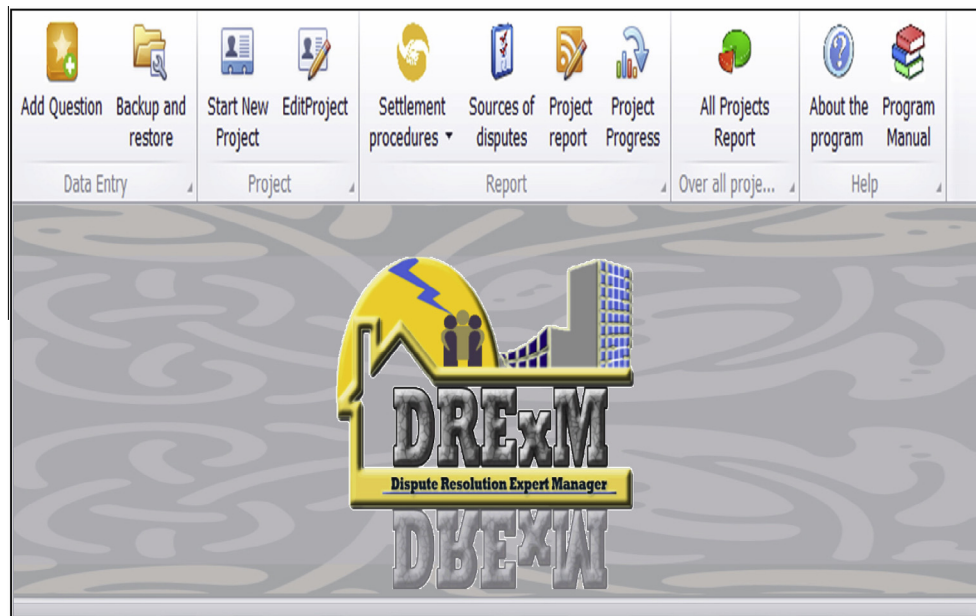 Add Question
Backup and
restore
Start New
Project
EditProject
Settlement
procedures
Sources of
disputes
Project
report
Project
Progress
All Projects
Report
About the
program
Program
Manual
Data Entry
Project
Report
Over all proje...
Help
DRExM
Dispute Resolution Expert Manager
DRExM